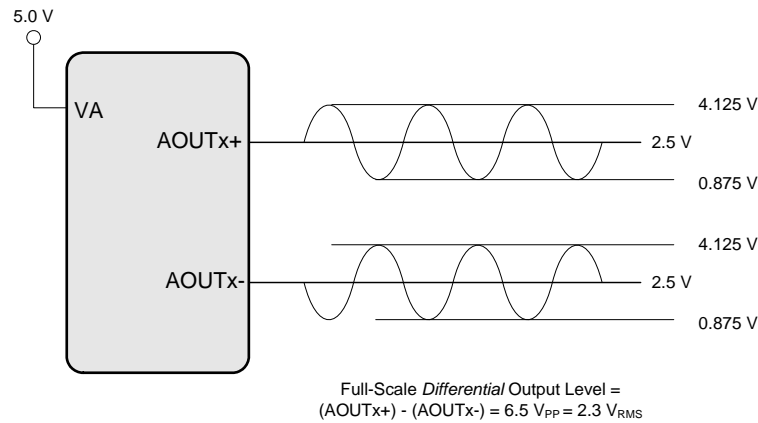 5.0 V
VA
AOUTx+
4.125 V
2.5 V
0.875 V
AOUTx-
4.125 V
2.5 V
0.875 V
Full-Scale Differential Output Level =
(AOUTx+) - (AOUTx-) = 6.5 VPP = 2.3 VRMS